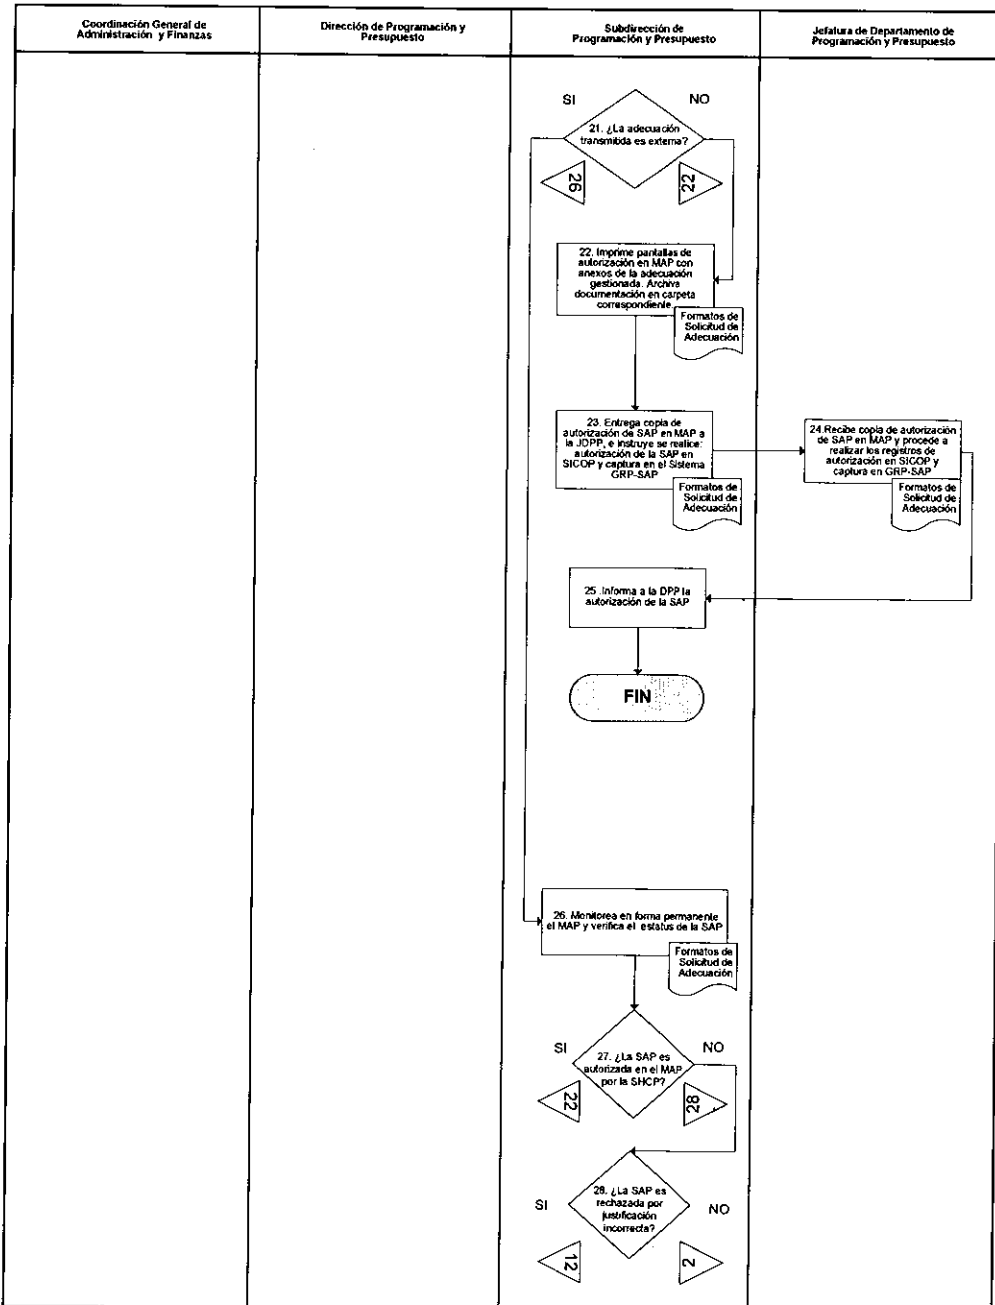 Coordinación General de
Administración y Finanzas
Dirección de Programación y
Presupuesto
Subdirección de
Programación y Presupuesto
Jefatura de Departamento de
Programación y Presupuesto
SI
NO
21. ¿La adecuación
transmitida es externa?
26
22
22. Imprime pantallas de
autorización en MAP con
anexos de la adecuación
gestionada. Archiva
documentación en carpeta
correspondiente.
Formatos de
Solicitud de
Adecuación
23. Entrega copia de
autorización de SAP en MAP a
la JDPP, e instruye se realice:
autorización de la SAP en
SICOP y captura en el Sistema
GRP-SAP
Formatos de
Solicitud de
Adecuación
24.Recibe copia de autorización
de SAP en MAP y procede a
realizar los registros de
autorización en SICOP y
captura en GRP-SAP
Formatos de
Solicitud de
Adecuación
25 .Informa a la DPP la
autorización de la SAP
FIN
26. Monitorea en forma permanente
el MAP y verifica el estatus de la SAP
Formatos de
Solicitud de
Adecuación
SI
NO
27. ¿La SAP es
autorizada en el MAP
por la SHCP?
22
28
28. ¿La SAP es
rechazada por
justificación
incorrecta?
SI
NO
12
2